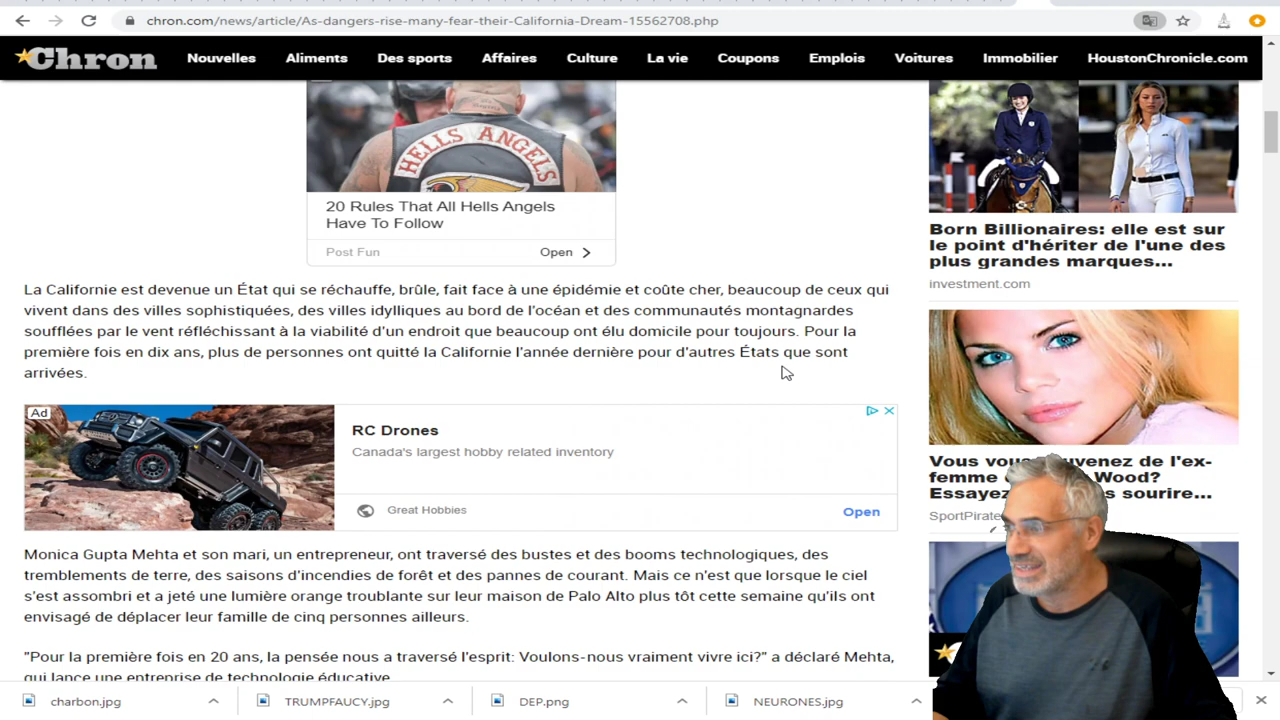 chron.com/news/article/As-dangers-rise-many-fear-their-California-Dream-15562708.php
Chron
Nouvelles
Aliments
Des sports
Affaires
Culture
La vie
Coupons
Emplois
Voitures
Immobilier
HoustonChronicle.com
HELLS ANGELS
20 Rules That All Hells Angels
Have To Follow
Post Fun
Open
La Californie est devenue un État qui se réchauffe, brûle, fait face à une épidémie et coûte cher, beaucoup de ceux qui
vivent dans des villes sophistiquées, des villes idylliques au bord de l'océan et des communautés montagnardes
soufflées par le vent réfléchissant à la viabilité d'un endroit que beaucoup ont élu domicile pour toujours. Pour la
première fois en dix ans, plus de personnes ont quitté la Californie l'année dernière pour d'autres États que sont
arrivées.
Ad
RC Drones
Canada's largest hobby related inventory
Great Hobbies
Open
Monica Gupta Mehta et son mari, un entrepreneur, ont traversé des bustes et des booms technologiques, des
tremblements de terre, des saisons d'incendies de forêt et des pannes de courant. Mais ce n'est que lorsque le ciel
s'est assombri et a jeté une lumière orange troublante sur leur maison de Palo Alto plus tôt cette semaine qu'ils ont
envisagé de déplacer leur famille de cinq personnes ailleurs.
"Pour la première fois en 20 ans, la pensée nous a traversé l'esprit: Voulons-nous vraiment vivre ici?" a déclaré Mehta,
qui lance une entreprise de technologie éducative.
Born Billionaires: elle est sur
le point d'hériter de l'une des
plus grandes marques...
investment.com
Vous vous souvenez de l'ex-
femme Wood?
Essayez sourire...
SportPirate
charbon.jpg
TRUMPFAUCY.jpg
DEP.png
NEURONES.jpg